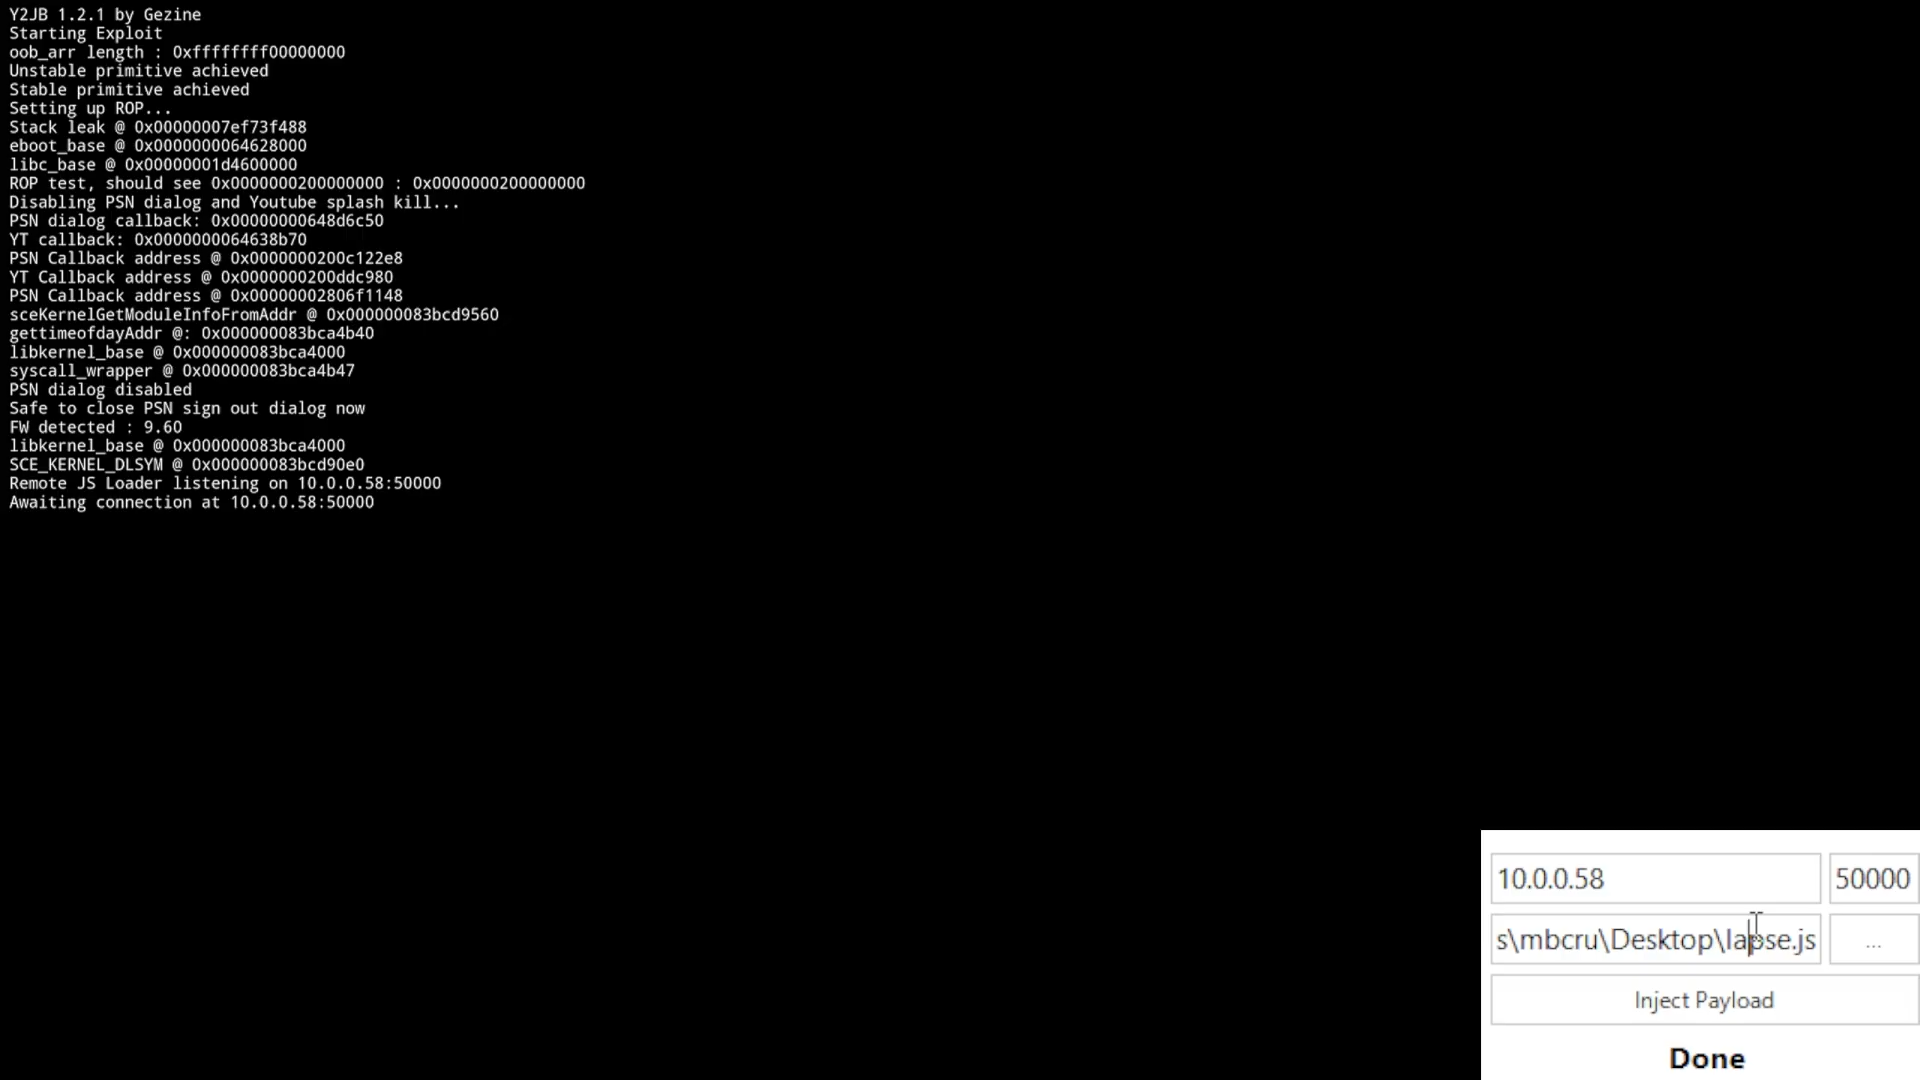 Y2JB 1.2.1 by Gezine
Starting Exploit
oob_arr length : 0xffffffff00000000
Unstable primitive achieved
Stable primitive achieved
Setting up ROP...
Stack leak @ 0x00000007ef73f488
eboot_base @ 0x0000000064628000
libc_base @ 0x00000001d4600000
ROP test, should see 0x0000000200000000 : 0x0000000200000000
Disabling PSN dialog and Youtube splash kill...
PSN dialog callback: 0x00000000648d6c50
YT callback: 0x0000000064638b70
PSN Callback address @ 0x0000000200c122e8
YT Callback address @ 0x0000000200ddc980
PSN Callback address @ 0x00000002806f1148
sceKernelGetModuleInfoFromAddr @ 0x000000083bcd9560
gettimeofdayAddr @: 0x000000083bca4b40
libkernel_base @ 0x000000083bca4000
syscall_wrapper @ 0x000000083bca4b47
PSN dialog disabled
Safe to close PSN sign out dialog now
FW detected : 9.60
libkernel_base @ 0x000000083bca4000
SCE_KERNEL_DLSYM @ 0x000000083bcd90e0
Remote JS Loader listening on 10.0.0.58:50000
Awaiting connection at 10.0.0.58:50000
10.0.0.58 50000
s\mbcru\Desktop\lapse.js ...
Inject Payload
Done